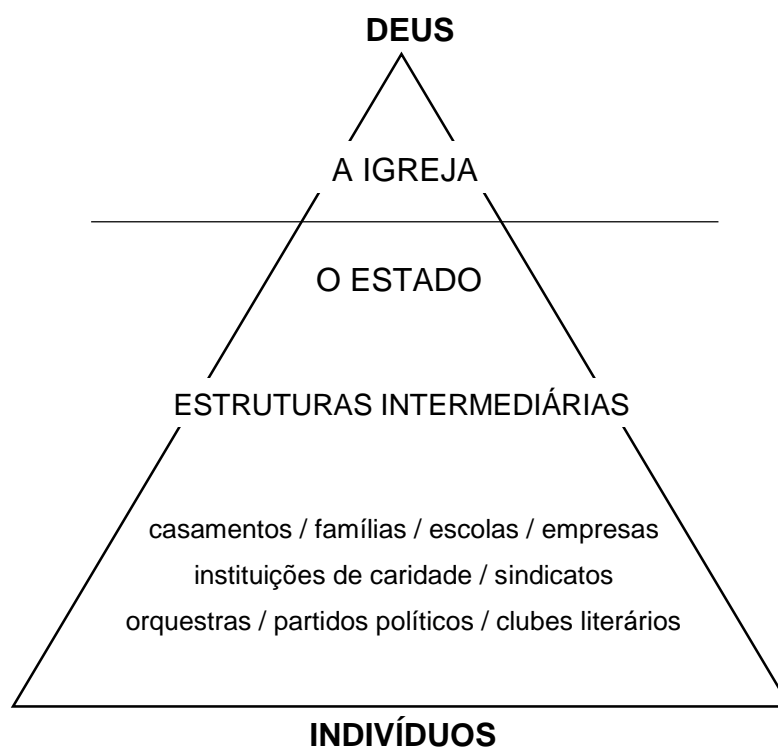 DEUS
A IGREJA
O ESTADO
ESTRUTURAS INTERMEDIÁRIAS
casamentos / famílias / escolas / empresas
instituições de caridade / sindicatos
orquestras / partidos políticos / clubes literários
INDIVÍDUOS